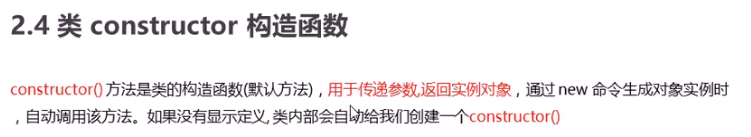 2.4 类 constructor 构造函数
constructor() 方法是类的构造函数(默认方法)，用于传递参数,返回实例对象，通过 new 命令生成对象实例时
，自动调用该方法。如果没有显示定义, 类内部会自动给我们创建一个constructor()